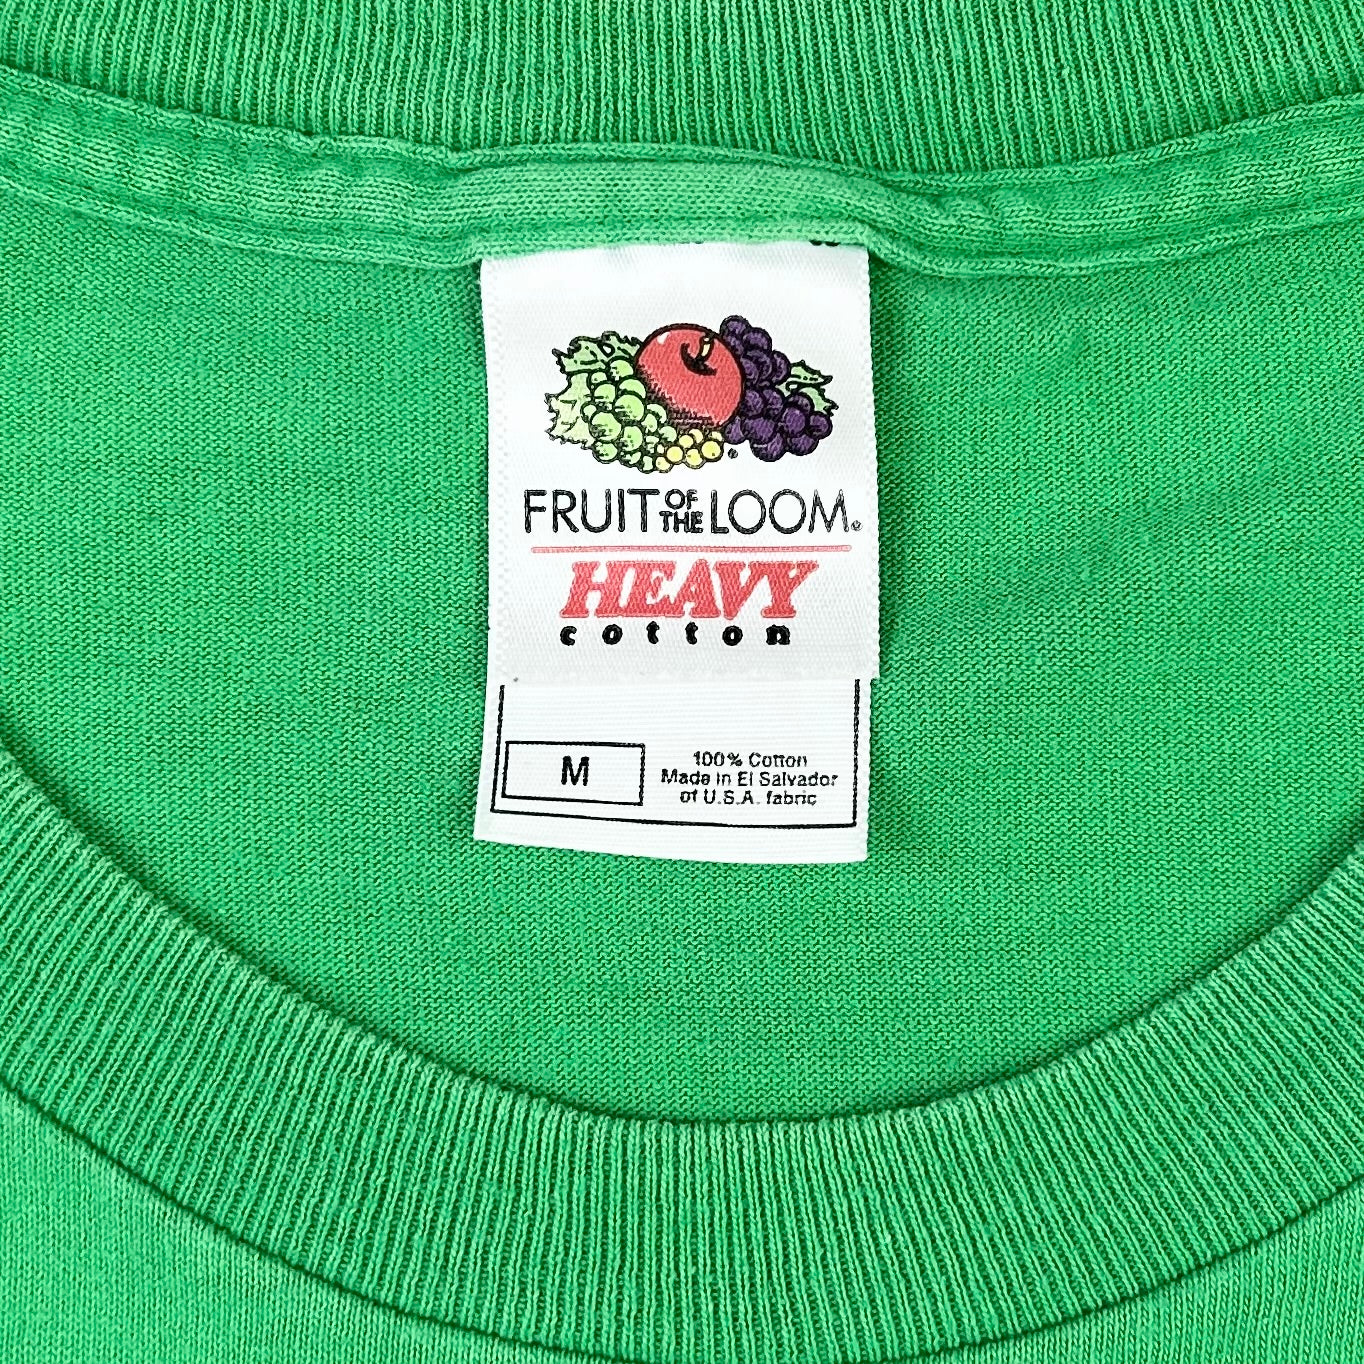 FRUIT OF THE LOOM®
HEAVY
cotton
M
100% Cotton
Made in El Salvador
of U.S.A. fabric